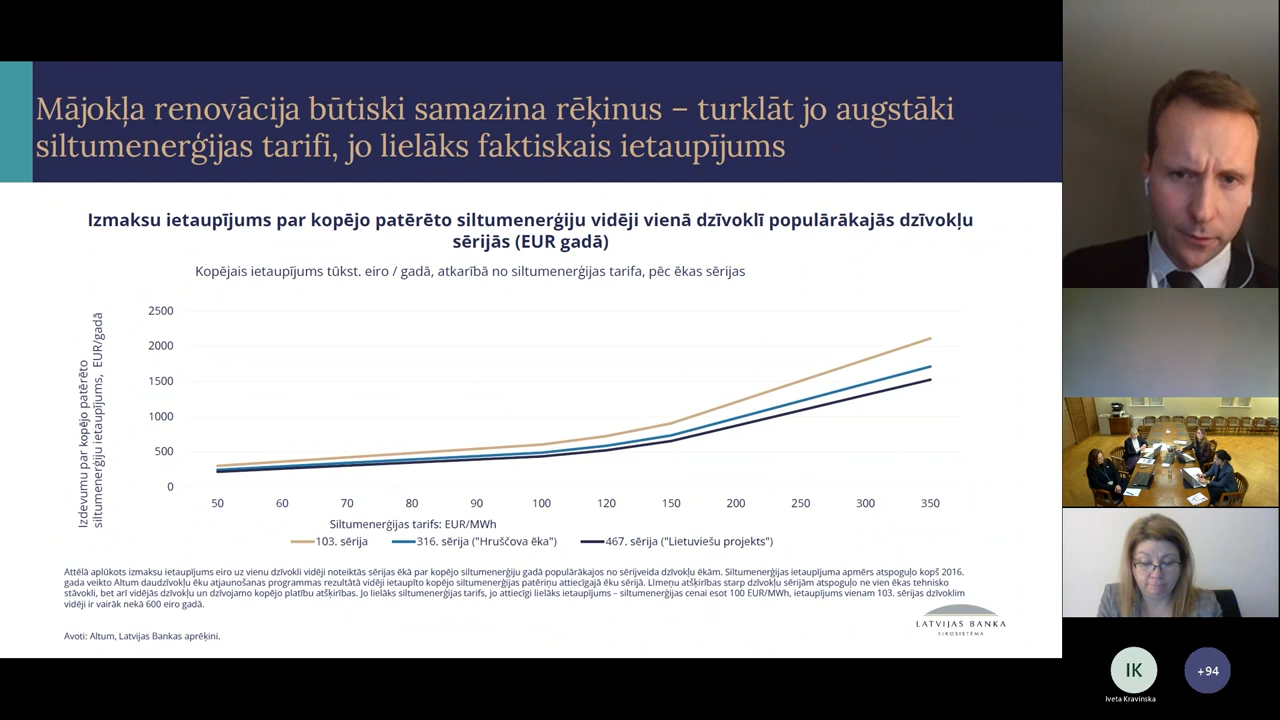 Mājokļa renovācija būtiski samazina rēķinus – turklāt jo augstāki
siltumenerģijas tarifi, jo lielāks faktiskais ietaupījums
Izmaksu ietaupījums par kopējo patērēto siltumenerģiju vidēji vienā dzīvoklī populārākajās dzīvokļu
sērijās (EUR gadā)
Kopējais ietaupījums tūkst. eiro / gadā, atkarībā no siltumenerģijas tarifa, pēc ēkas sērijas
Izdevumu par kopējo patērēto
siltumenerģiju ietaupījums, EUR/gadā
2500
2000
1500
1000
500
0
50 60 70 80 90 100 120 150 200 250 300 350
Siltumenerģijas tarifs: EUR/MWh
103. sērija 316. sērija ("Hruščova ēka") 467. sērija ("Lietuviešu projekts")
Attēlā aplūkots izmaksu ietaupījums eiro uz vienu dzīvokli vidēji noteiktās sērijas ēkā par kopējo siltumenerģiju gadā populārākajos no sērijveida dzīvokļu ēkām. Siltumenerģijas ietaupījuma apmērs atspoguļo kopš 2016.
gada veikto Altum daudzīvokļu ēku atjaunošanas programmas rezultātā vidēji ietaupīto kopējo siltumenerģijas patēriņu attiecīgajā ēku sērijā. Līmeņu atšķirības starp dzīvokļu sērijām atspoguļo ne vien ēkas tehnisko
stāvokli, bet arī vidējās dzīvokļu un dzīvojamo kopējo platību atšķirības. Jo lielāks siltumenerģijas tarifs, jo attiecīgi lielāks ietaupījums – siltumenerģijas cenai esot 100 EUR/MWh, ietaupījums vienam 103. sērijas dzīvoklim
vidēji ir vairāk nekā 600 eiro gadā.
LATVIJAS BANKA
EIROSISTĒMA
Avoti: Altum, Latvijas Bankas aprēķini.
IK
+94
Iveta Kravinska